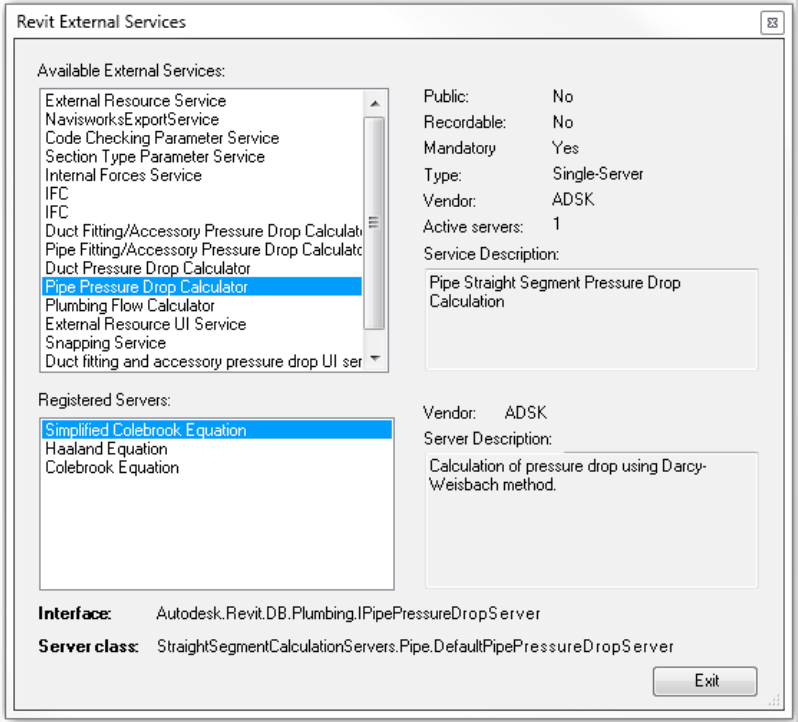 Revit External Services
Available External Services:
External Resource Service
NavisworksExportService
Code Checking Parameter Service
Section Type Parameter Service
Internal Forces Service
IFC
IFC
Duct Fitting/Accessory Pressure Drop Calculat
Pipe Fitting/Accessory Pressure Drop Calculatc
Duct Pressure Drop Calculator
Pipe Pressure Drop Calculator
Plumbing Flow Calculator
External Resource UI Service
Snapping Service
Duct fitting and accessory pressure drop UI ser
Public: No
Recordable: No
Mandatory Yes
Type: Single-Server
Vendor: ADSK
Active servers: 1
Service Description:
Pipe Straight Segment Pressure Drop
Calculation
Registered Servers:
Simplified Colebrook Equation
Haaland Equation
Colebrook Equation
Vendor: ADSK
Server Description:
Calculation of pressure drop using Darcy-
Weisbach method.
Interface: Autodesk.Revit.DB.Plumbing.IPipePressureDropServer
Server class: StraightSegmentCalculationServers.Pipe.DefaultPipePressureDropServer
Exit